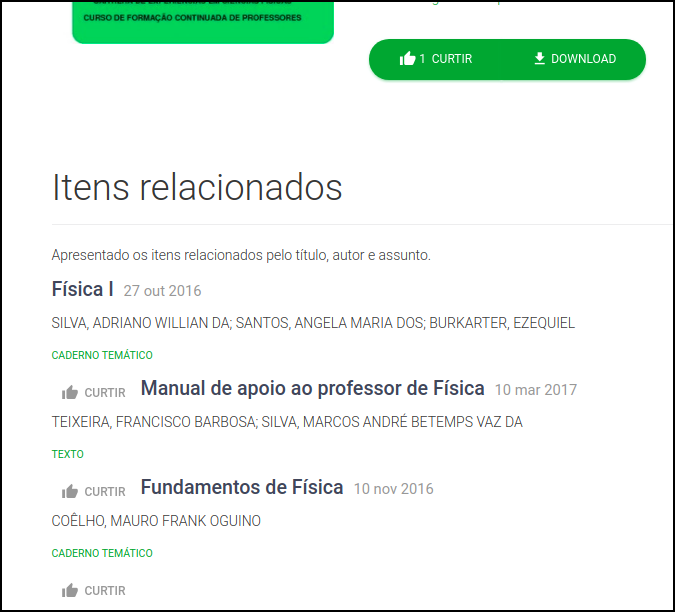 CURSO DE FORMAÇÃO CONTINUADA DE PROFESSORES
1 CURTIR
DOWNLOAD
Itens relacionados
Apresentado os itens relacionados pelo título, autor e assunto.
Física I 27 out 2016
SILVA, ADRIANO WILLIAN DA; SANTOS, ANGELA MARIA DOS; BURKARTER, EZEQUIEL
CADERNO TEMÁTICO
CURTIR Manual de apoio ao professor de Física 10 mar 2017
TEIXEIRA, FRANCISCO BARBOSA; SILVA, MARCOS ANDRÉ BETEMPS VAZ DA
TEXTO
CURTIR Fundamentos de Física 10 nov 2016
COÊLHO, MAURO FRANK OGUINO
CADERNO TEMÁTICO
CURTIR